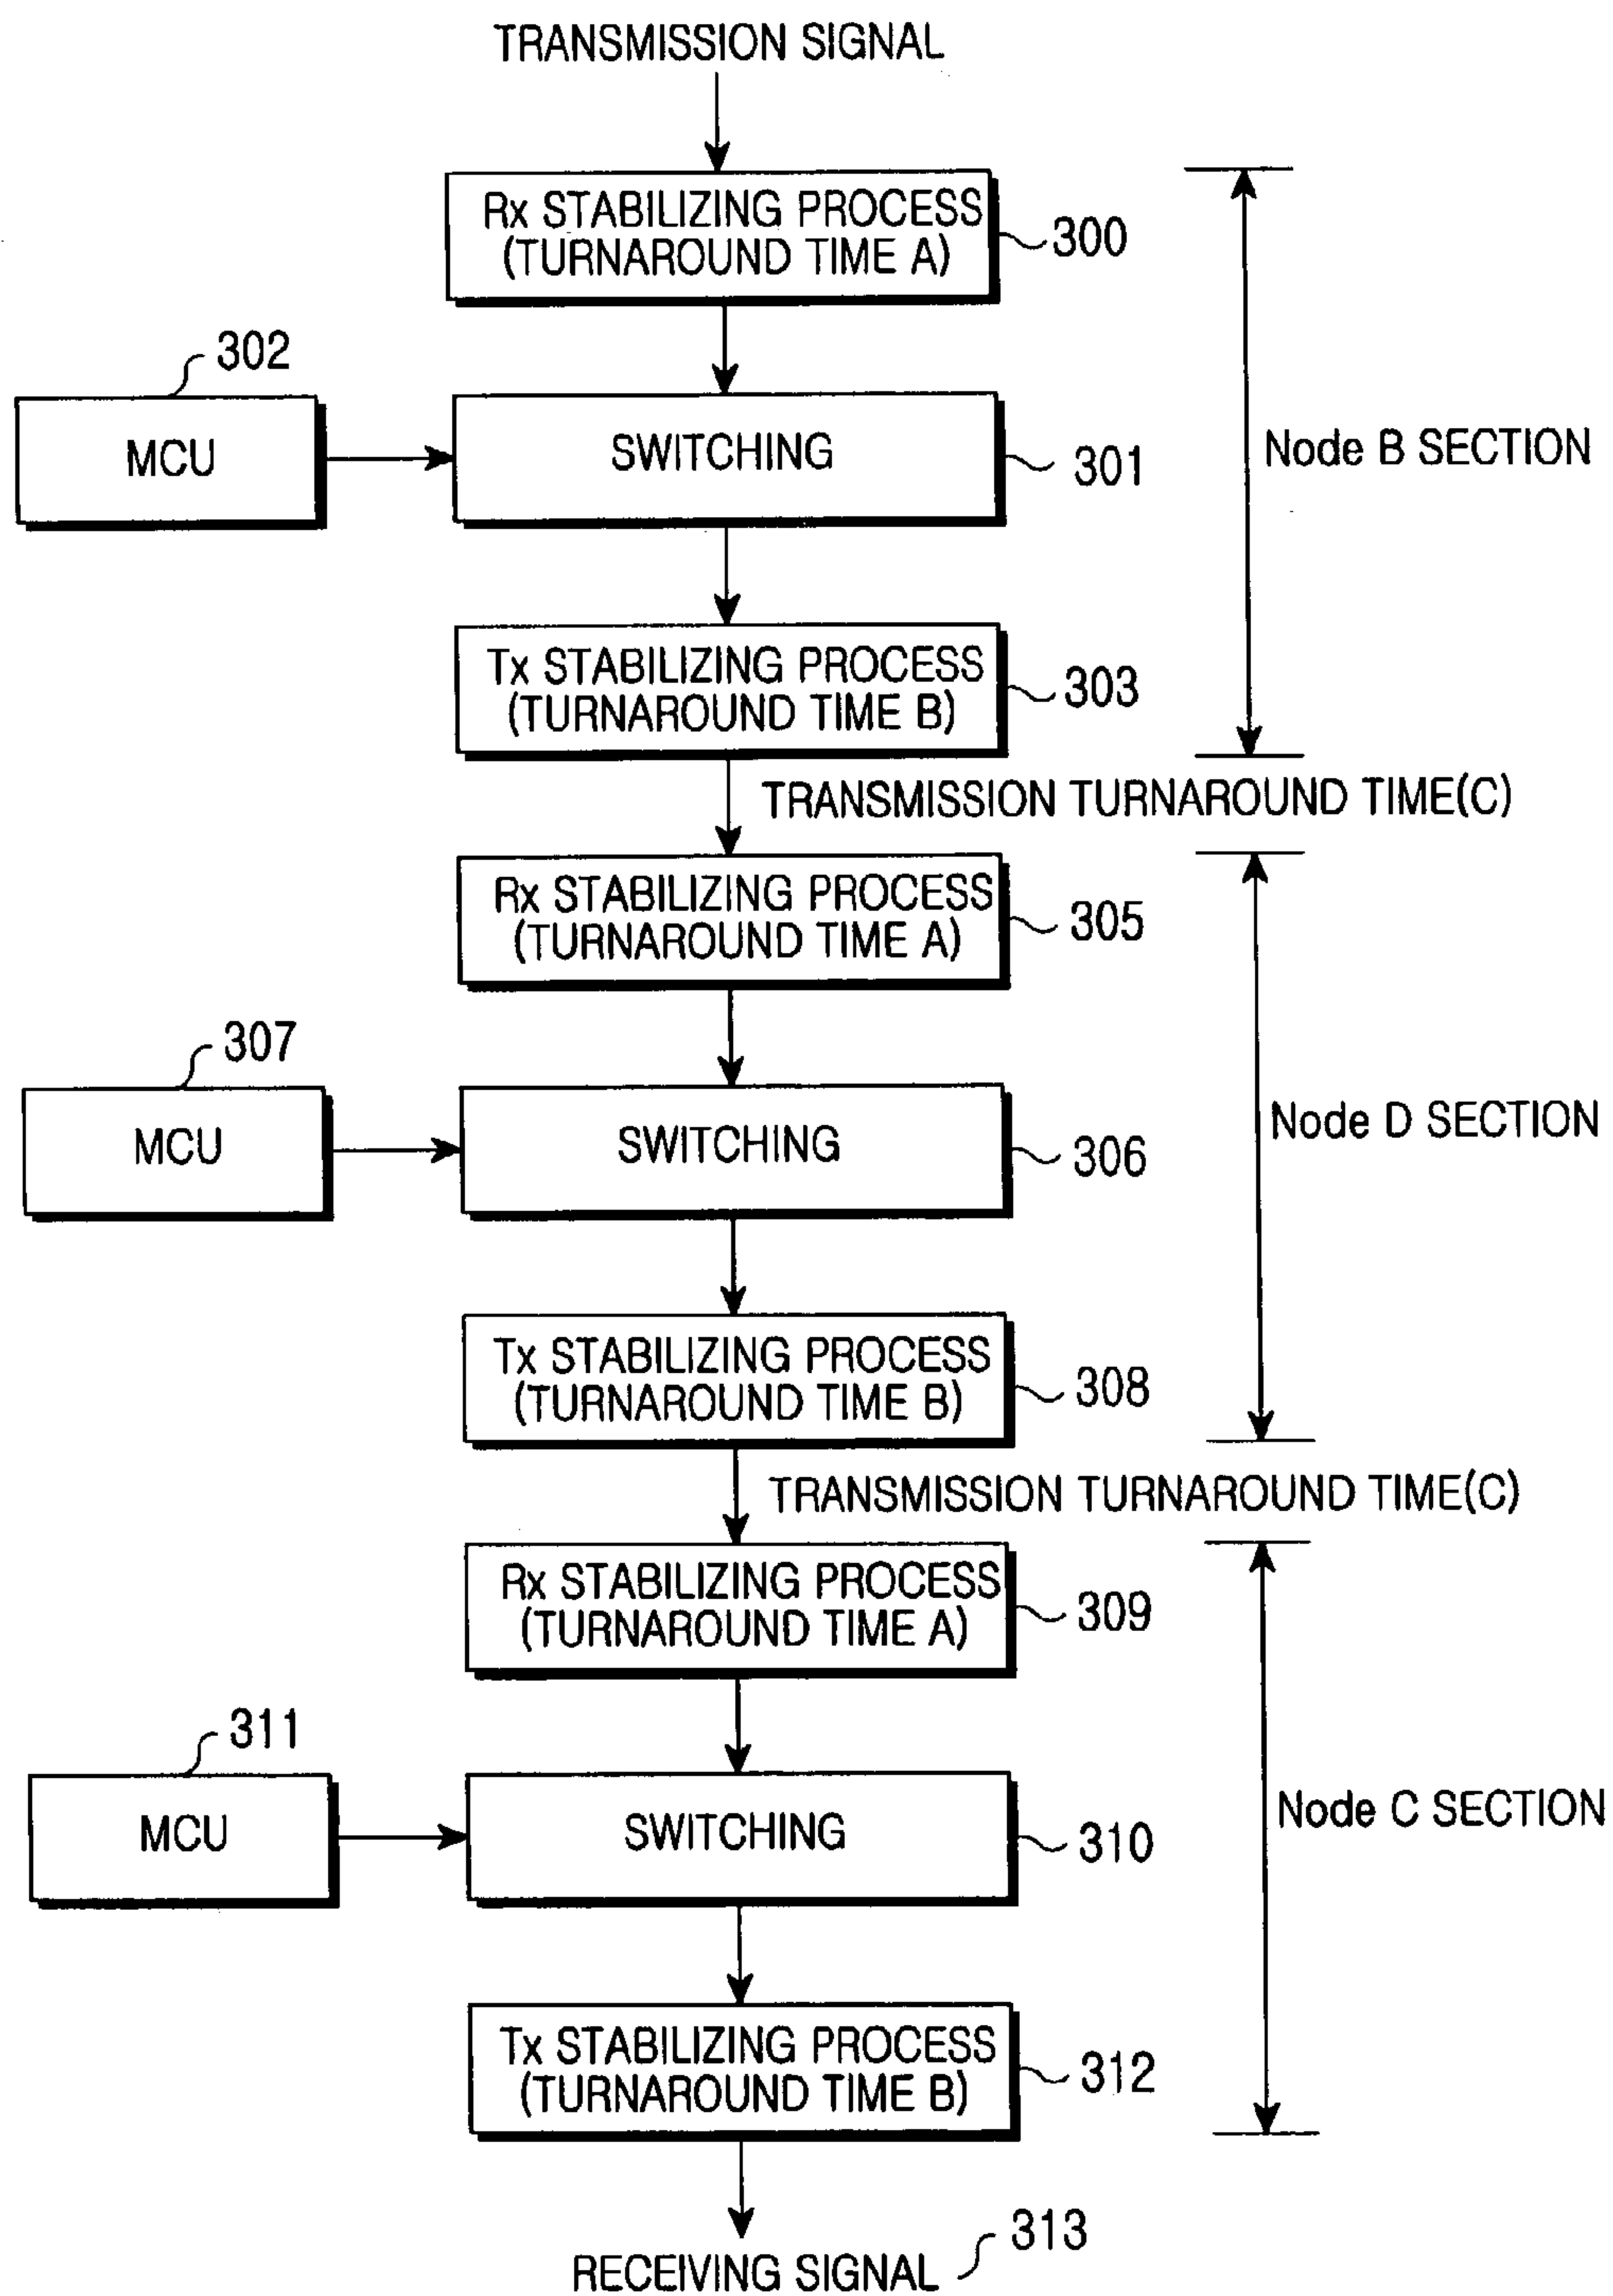 TRANSMISSION SIGNAL
Rx STABILIZING PROCESS
(TURNAROUND TIME A)
300
302
MCU
SWITCHING
301
Node B SECTION
Tx STABILIZING PROCESS
(TURNAROUND TIME B)
303
TRANSMISSION TURNAROUND TIME(C)
Rx STABILIZING PROCESS
(TURNAROUND TIME A)
305
307
MCU
SWITCHING
306
Node D SECTION
Tx STABILIZING PROCESS
(TURNAROUND TIME B)
308
TRANSMISSION TURNAROUND TIME(C)
Rx STABILIZING PROCESS
(TURNAROUND TIME A)
309
311
MCU
SWITCHING
310
Node C SECTION
Tx STABILIZING PROCESS
(TURNAROUND TIME B)
312
RECEIVING SIGNAL
313